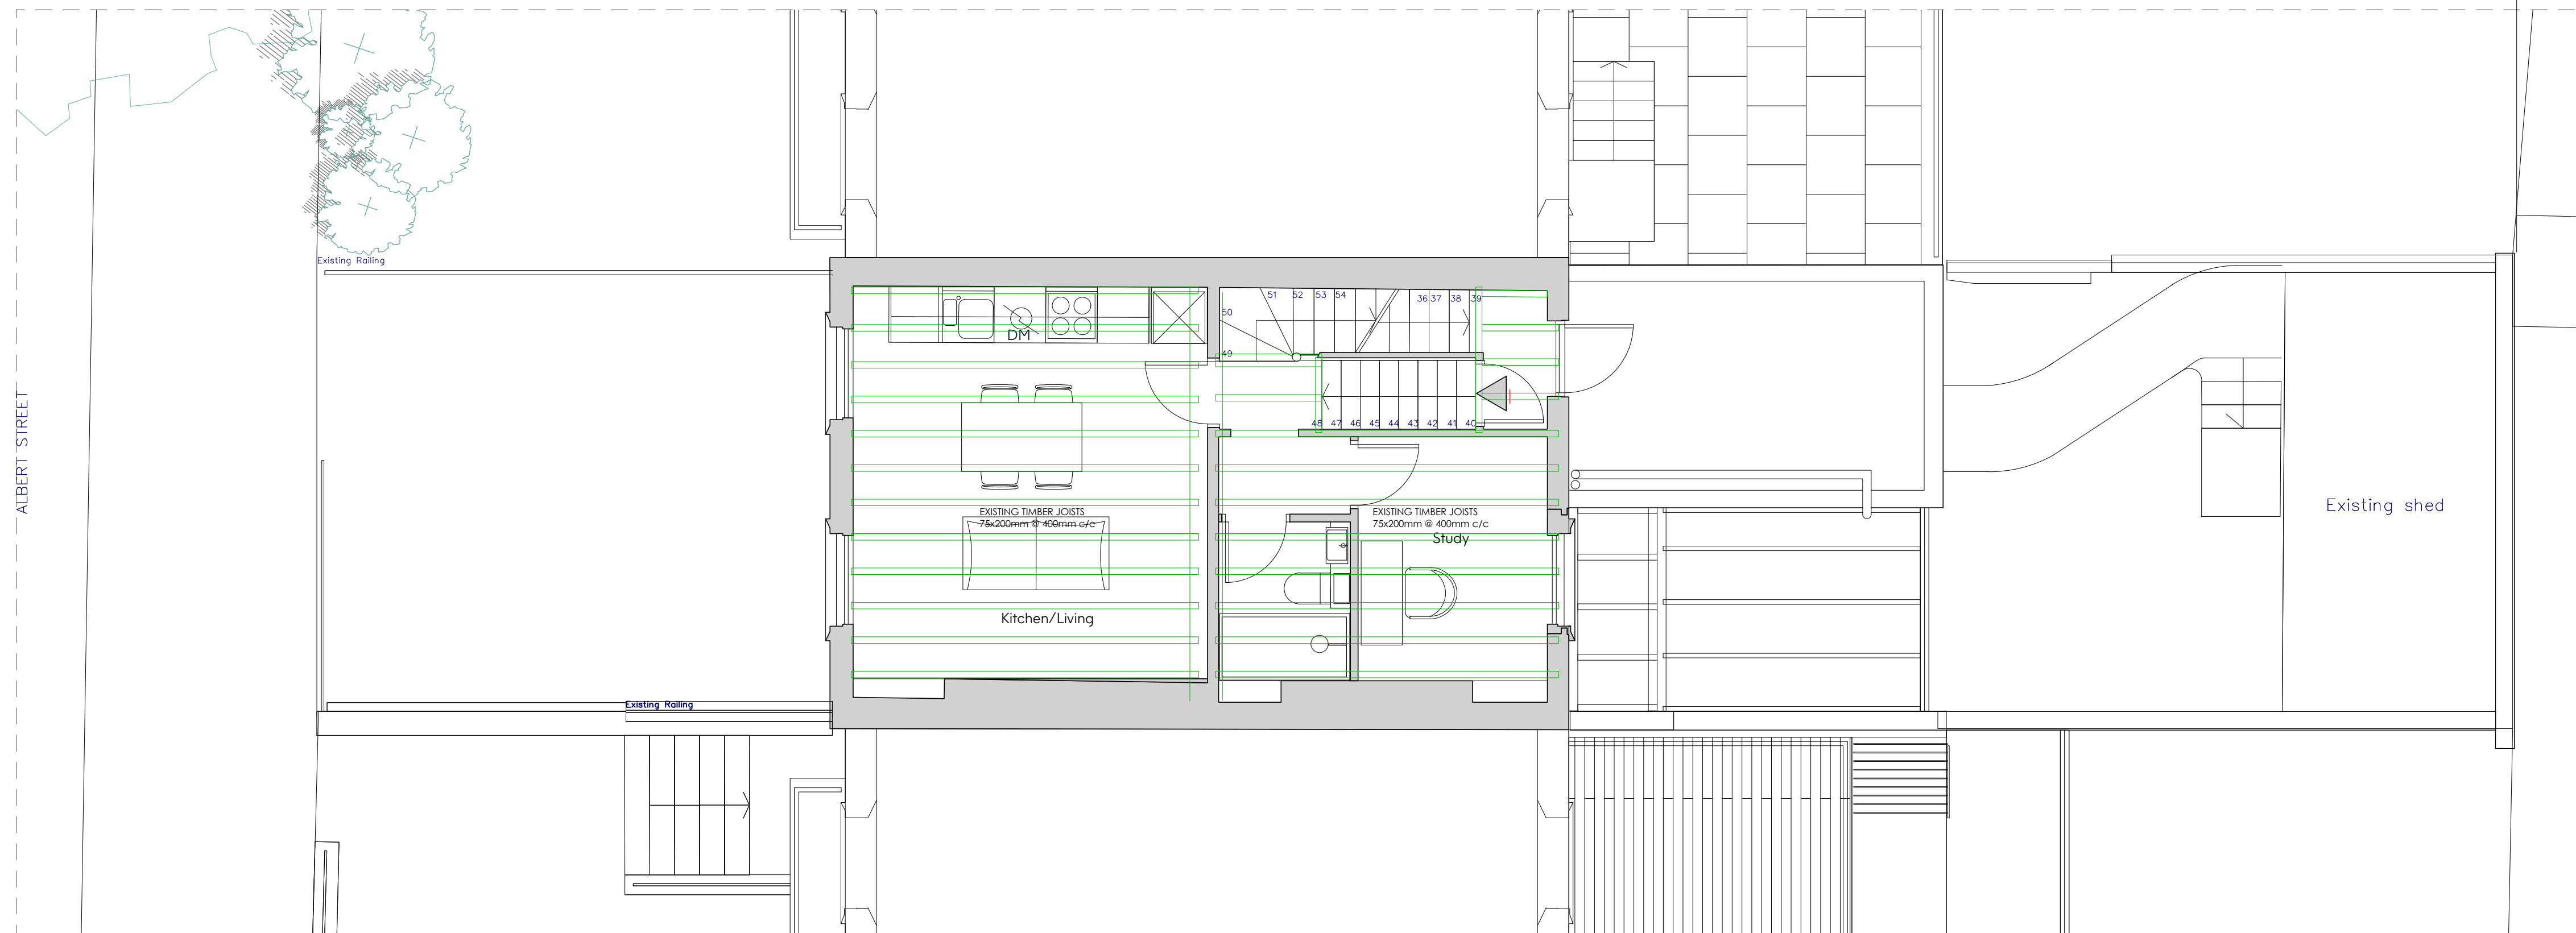 Existing Railing
51 52 53 54
36 37 38 39
50
DM
49
ALBERT STREET
48 47 46 45 44 43 42 41 40
EXISTING TIMBER JOISTS
75x200mm @ 400mm c/c
EXISTING TIMBER JOISTS
75x200mm @ 400mm c/c
Study
Existing shed
Kitchen/Living
Existing Railing